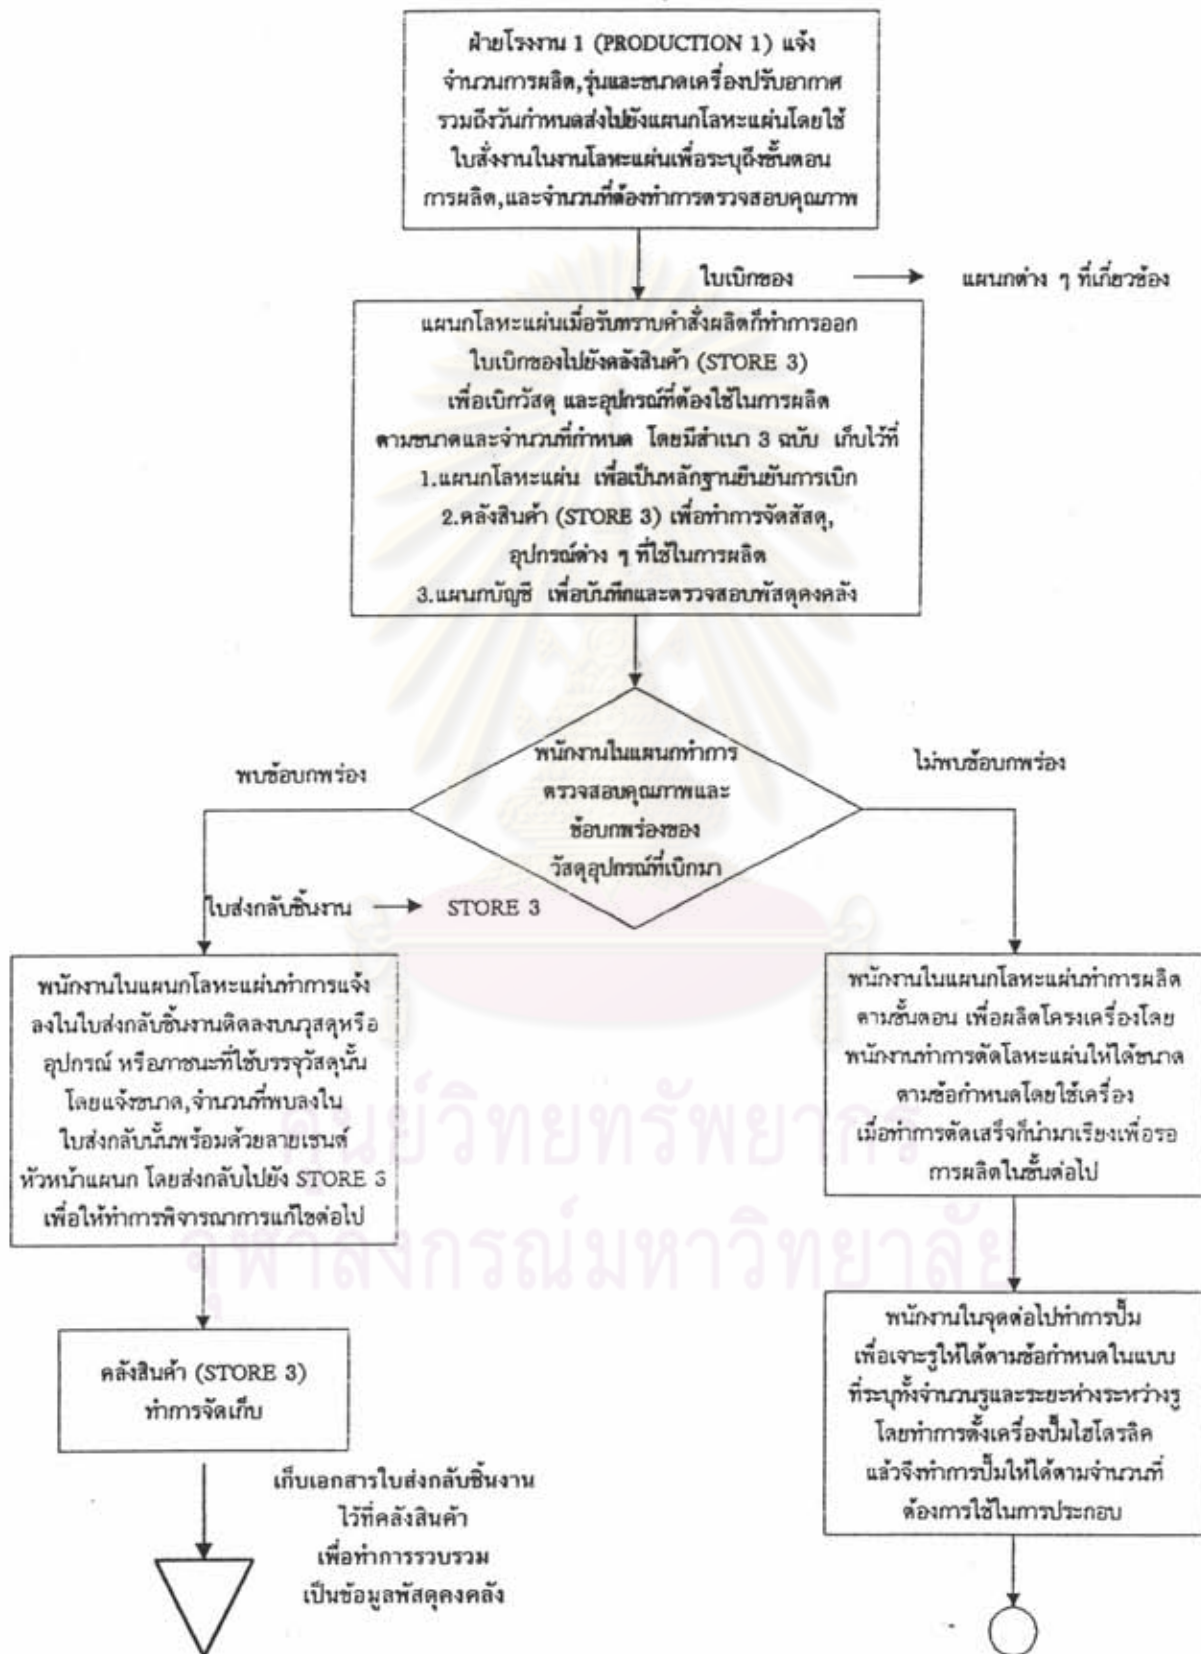 ฝ่ายโรงงาน 1 (PRODUCTION 1) แจ้ง
จำนวนการผลิต,รุ่นและขนาดเครื่องปรับอากาศ
รวมถึงวันกำหนดส่งไปยังแผนกโลหะแผ่นโดยใช้
ใบสั่งงานในงานโลหะแผ่นเพื่อระบุถึงขั้นตอน
การผลิต,และจำนวนที่ต้องทำการตรวจสอบคุณภาพ
ใบเบิกของ
แผนกต่าง ๆ ที่เกี่ยวข้อง
แผนกโลหะแผ่นเมื่อรับทราบคำสั่งผลิตก็ทำการออก
ใบเบิกของไปยังคลังสินค้า (STORE 3)
เพื่อเบิกวัสดุ และอุปกรณ์ที่ต้องใช้ในการผลิต
ตามขนาดและจำนวนที่กำหนด โดยมีสำเนา 3 ฉบับ เก็บไว้ที่
1.แผนกโลหะแผ่น เพื่อเป็นหลักฐานยืนยันการเบิก
2.คลังสินค้า (STORE 3) เพื่อทำการจัดสัสดุ,
อุปกรณ์ต่าง ๆ ที่ใช้ในการผลิต
3.แผนกบัญชี เพื่อบันทึกและตรวจสอบพัสดุคงคลัง
พนักงานในแผนกทำการ
ตรวจสอบคุณภาพและ
ข้อบกพร่องของ
วัสดุอุปกรณ์ที่เบิกมา
พบข้อบกพร่อง
ไม่พบข้อบกพร่อง
ใบส่งกลับชิ้นงาน
STORE 3
พนักงานในแผนกโลหะแผ่นทำการแจ้ง
ลงในใบส่งกลับชิ้นงานติดลงบนวุสดุหรือ
อุปกรณ์ หรือภาชนะที่ใช้บรรจุวัสดุนั้น
โดยแจ้งขนาด,จำนวนที่พบลงใน
ใบส่งกลับนั้นพร้อมด้วยลายเซนต์
หัวหน้าแผนก โดยส่งกลับไปยัง STORE 3
เพื่อให้ทำการพิจารณาการแก้ไขต่อไป
คลังสินค้า (STORE 3)
ทำการจัดเก็บ
เก็บเอกสารใบส่งกลับชิ้นงาน
ไว้ที่คลังสินค้า
เพื่อทำการรวบรวม
เป็นข้อมูลพัสดุคงคลัง
พนักงานในแผนกโลหะแผ่นทำการผลิต
ตามขั้นตอน เพื่อผลิตโครงเครื่องโดย
พนักงานทำการตัดโลหะแผ่นให้ได้ขนาด
ตามข้อกำหนดโดยใช้เครื่อง
เมื่อทำการตัดเสร็จก็นำมาเรียงเพื่อรอ
การผลิตในขั้นต่อไป
พนักงานในจุดต่อไปทำการปั๊ม
เพื่อเจาะรูให้ได้ตามข้อกำหนดในแบบ
ที่ระบุทั้งจำนวนรูและระยะห่างระหว่างรู
โดยทำการตั้งเครื่องปั๊มไฮโดรลิค
แล้วจึงทำการปั๊มให้ได้ตามจำนวนที่
ต้องการใช้ในการประกอบ
ศูนย์วิทยทรัพยากร
จุฬาลงกรณ์มหาวิทยาลัย